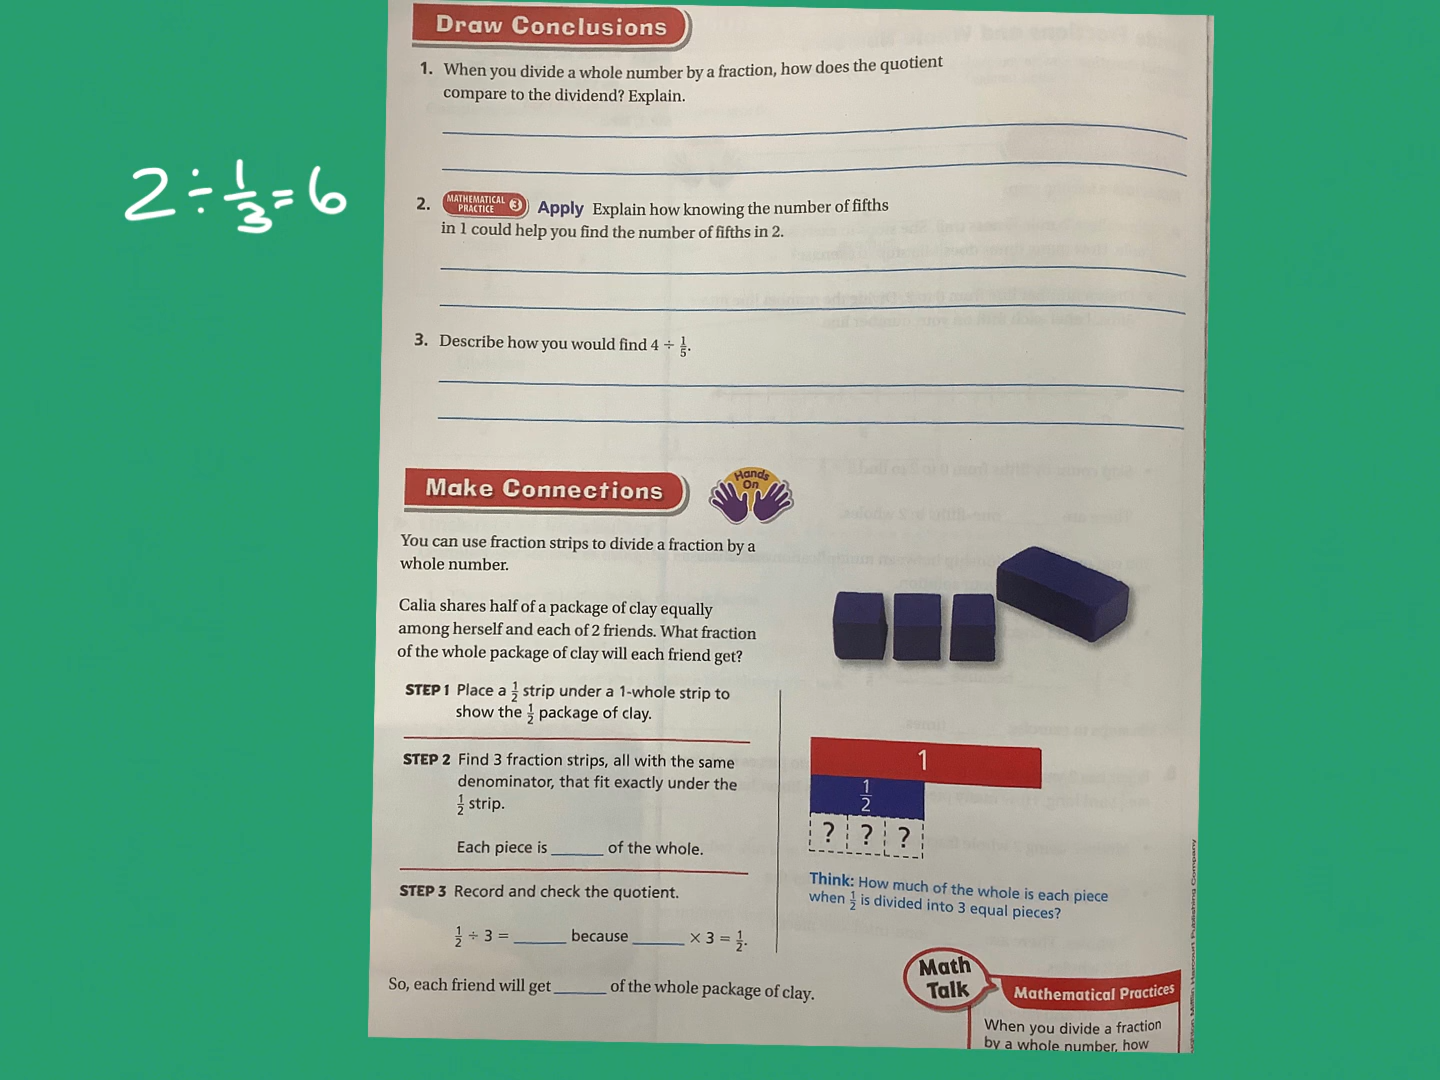 Draw Conclusions
1. When you divide a whole number by a fraction, how does the quotient
compare to the dividend? Explain.
2 ÷ 1/3 = 6
2. MATHEMATICAL PRACTICE 3 Apply Explain how knowing the number of fifths
in 1 could help you find the number of fifths in 2.
3. Describe how you would find 4 ÷ 1/5.
Make Connections
Hands
On
You can use fraction strips to divide a fraction by a
whole number.
Calia shares half of a package of clay equally
among herself and each of 2 friends. What fraction
of the whole package of clay will each friend get?
STEP 1 Place a 1/2 strip under a 1-whole strip to
show the 1/2 package of clay.
STEP 2 Find 3 fraction strips, all with the same
denominator, that fit exactly under the
1/2 strip.
Each piece is ______ of the whole.
STEP 3 Record and check the quotient.
1/2 ÷ 3 = ______ because ______ × 3 = 1/2.
So, each friend will get ______ of the whole package of clay.
1
1/2
? ? ?
Think: How much of the whole is each piece
when 1/2 is divided into 3 equal pieces?
Math
Talk
Mathematical Practices
When you divide a fraction
by a whole number, how
Mifflin Harcourt Publishing Company